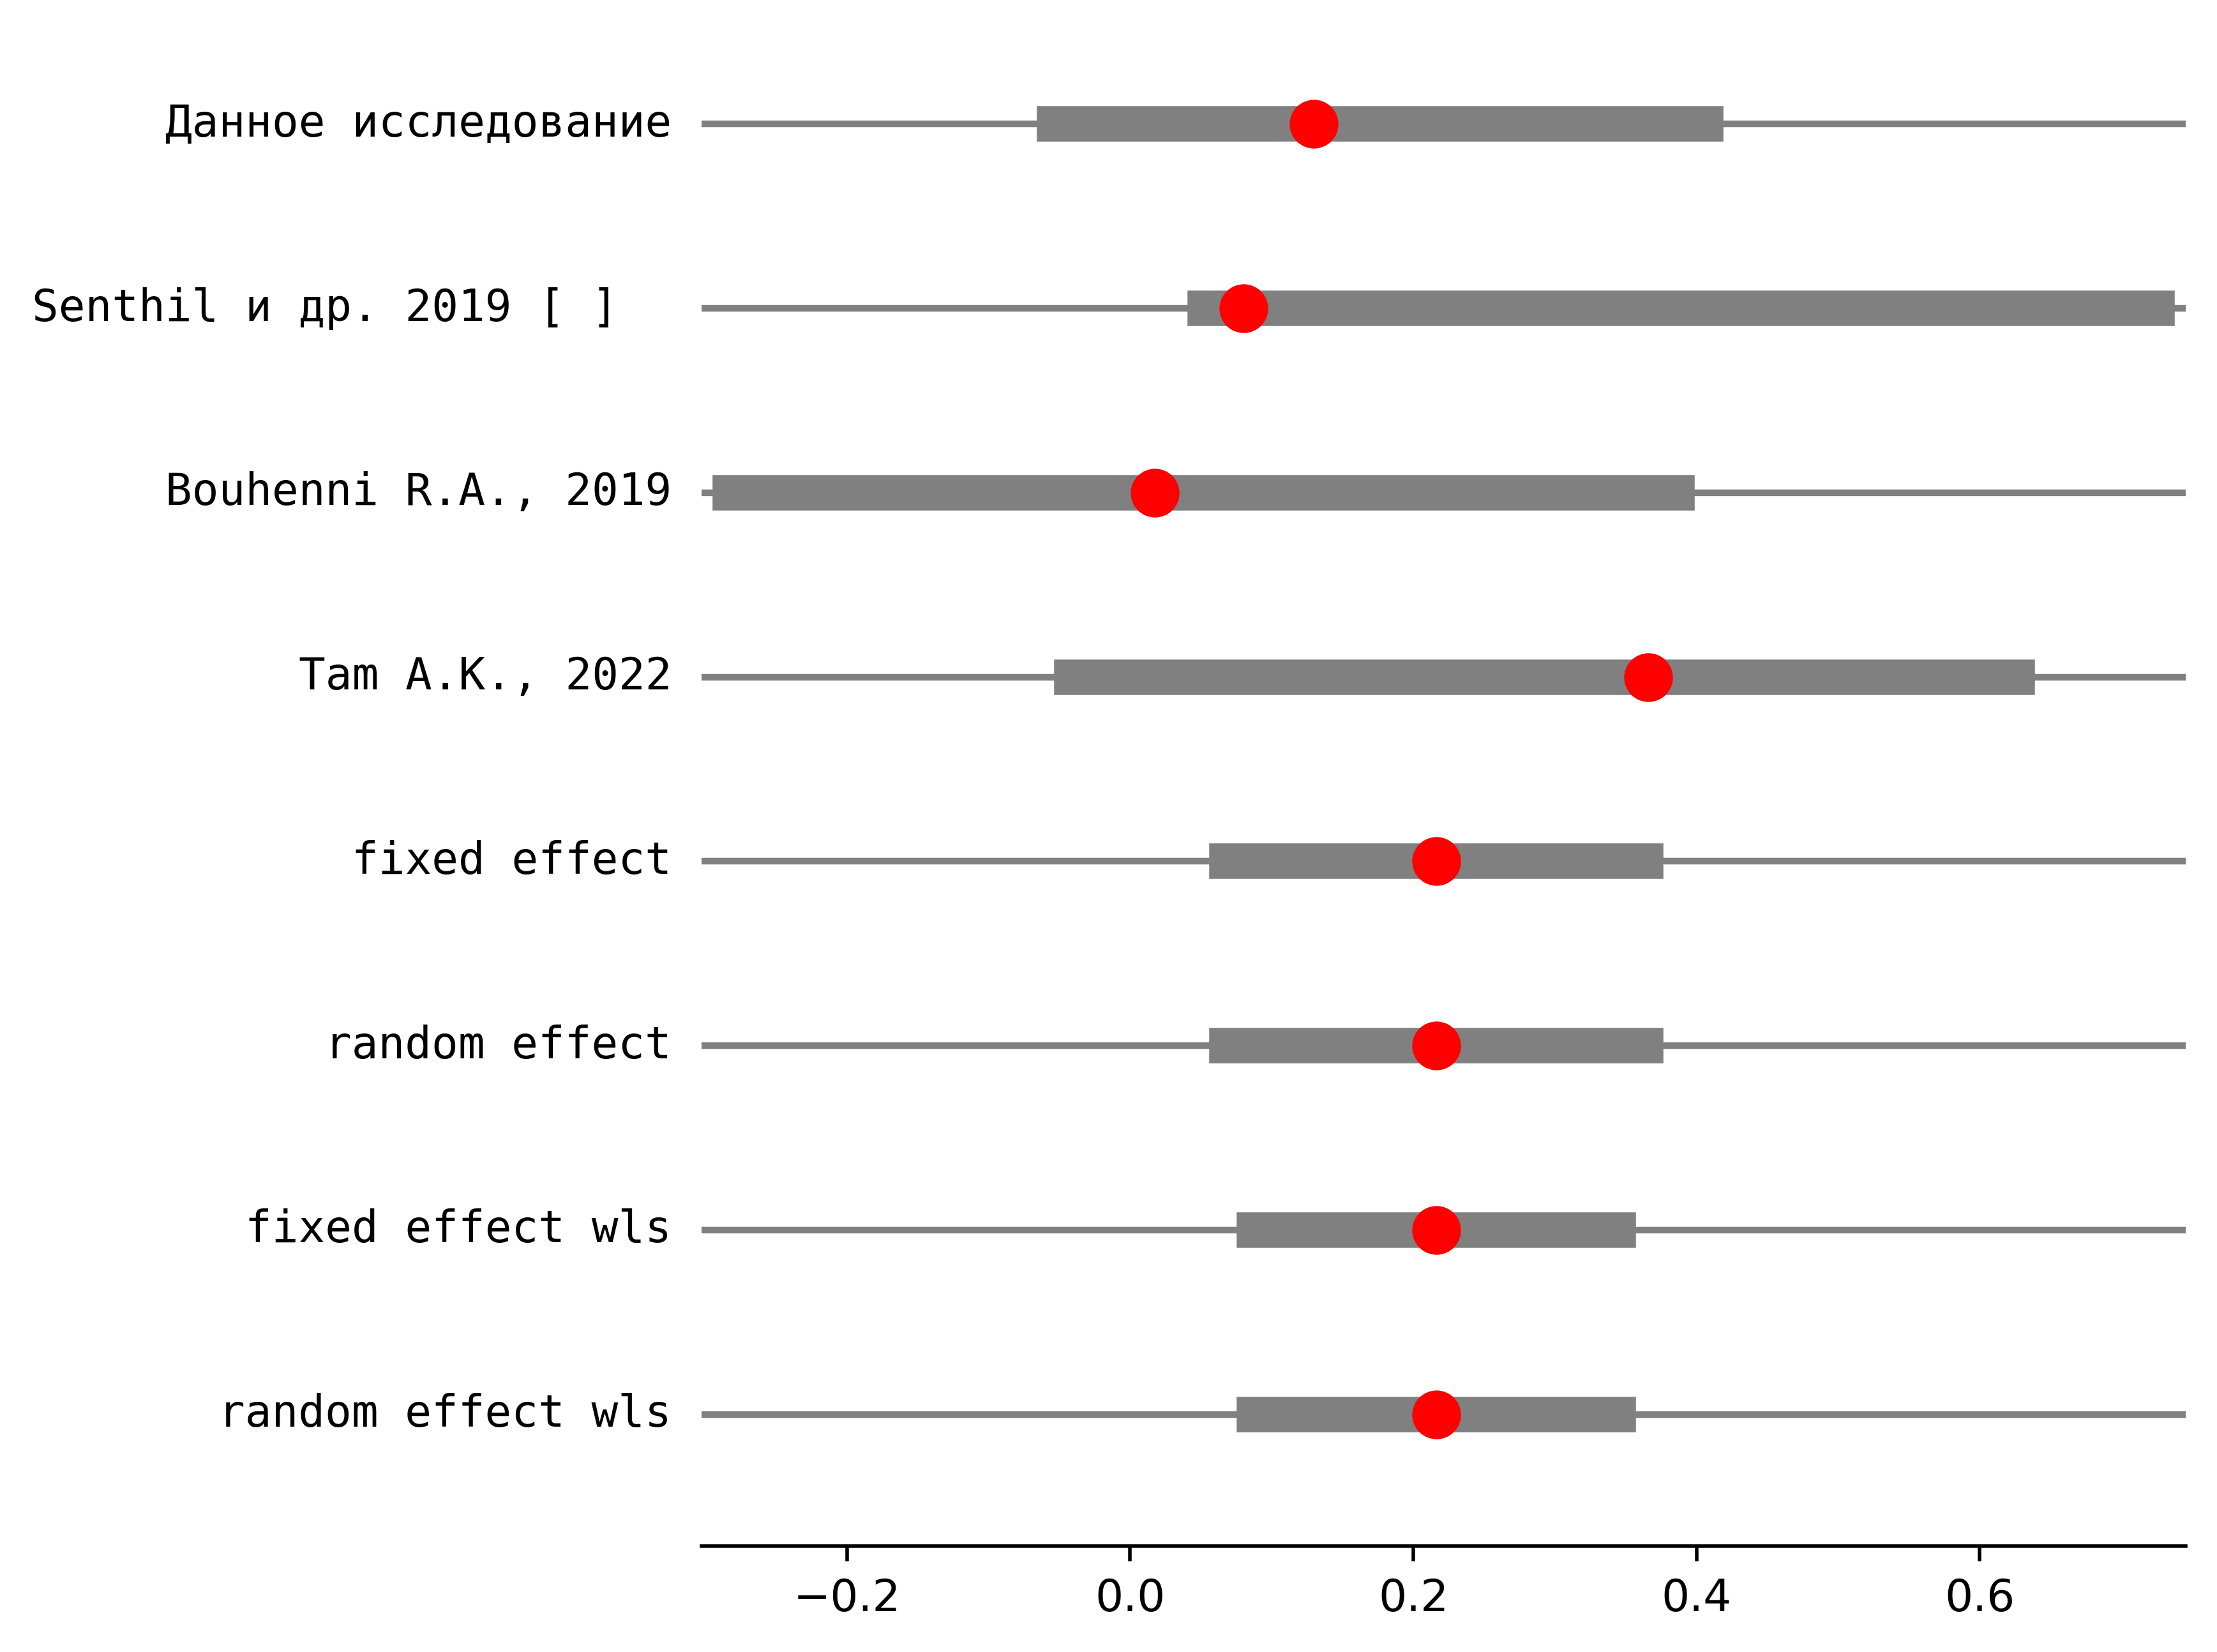 Данное исследование
Senthil и др. 2019 [ ]
Bouhenni R.A., 2019
Tam A.K., 2022
fixed effect
random effect
fixed effect wls
random effect wls
−0.2 0.0 0.2 0.4 0.6